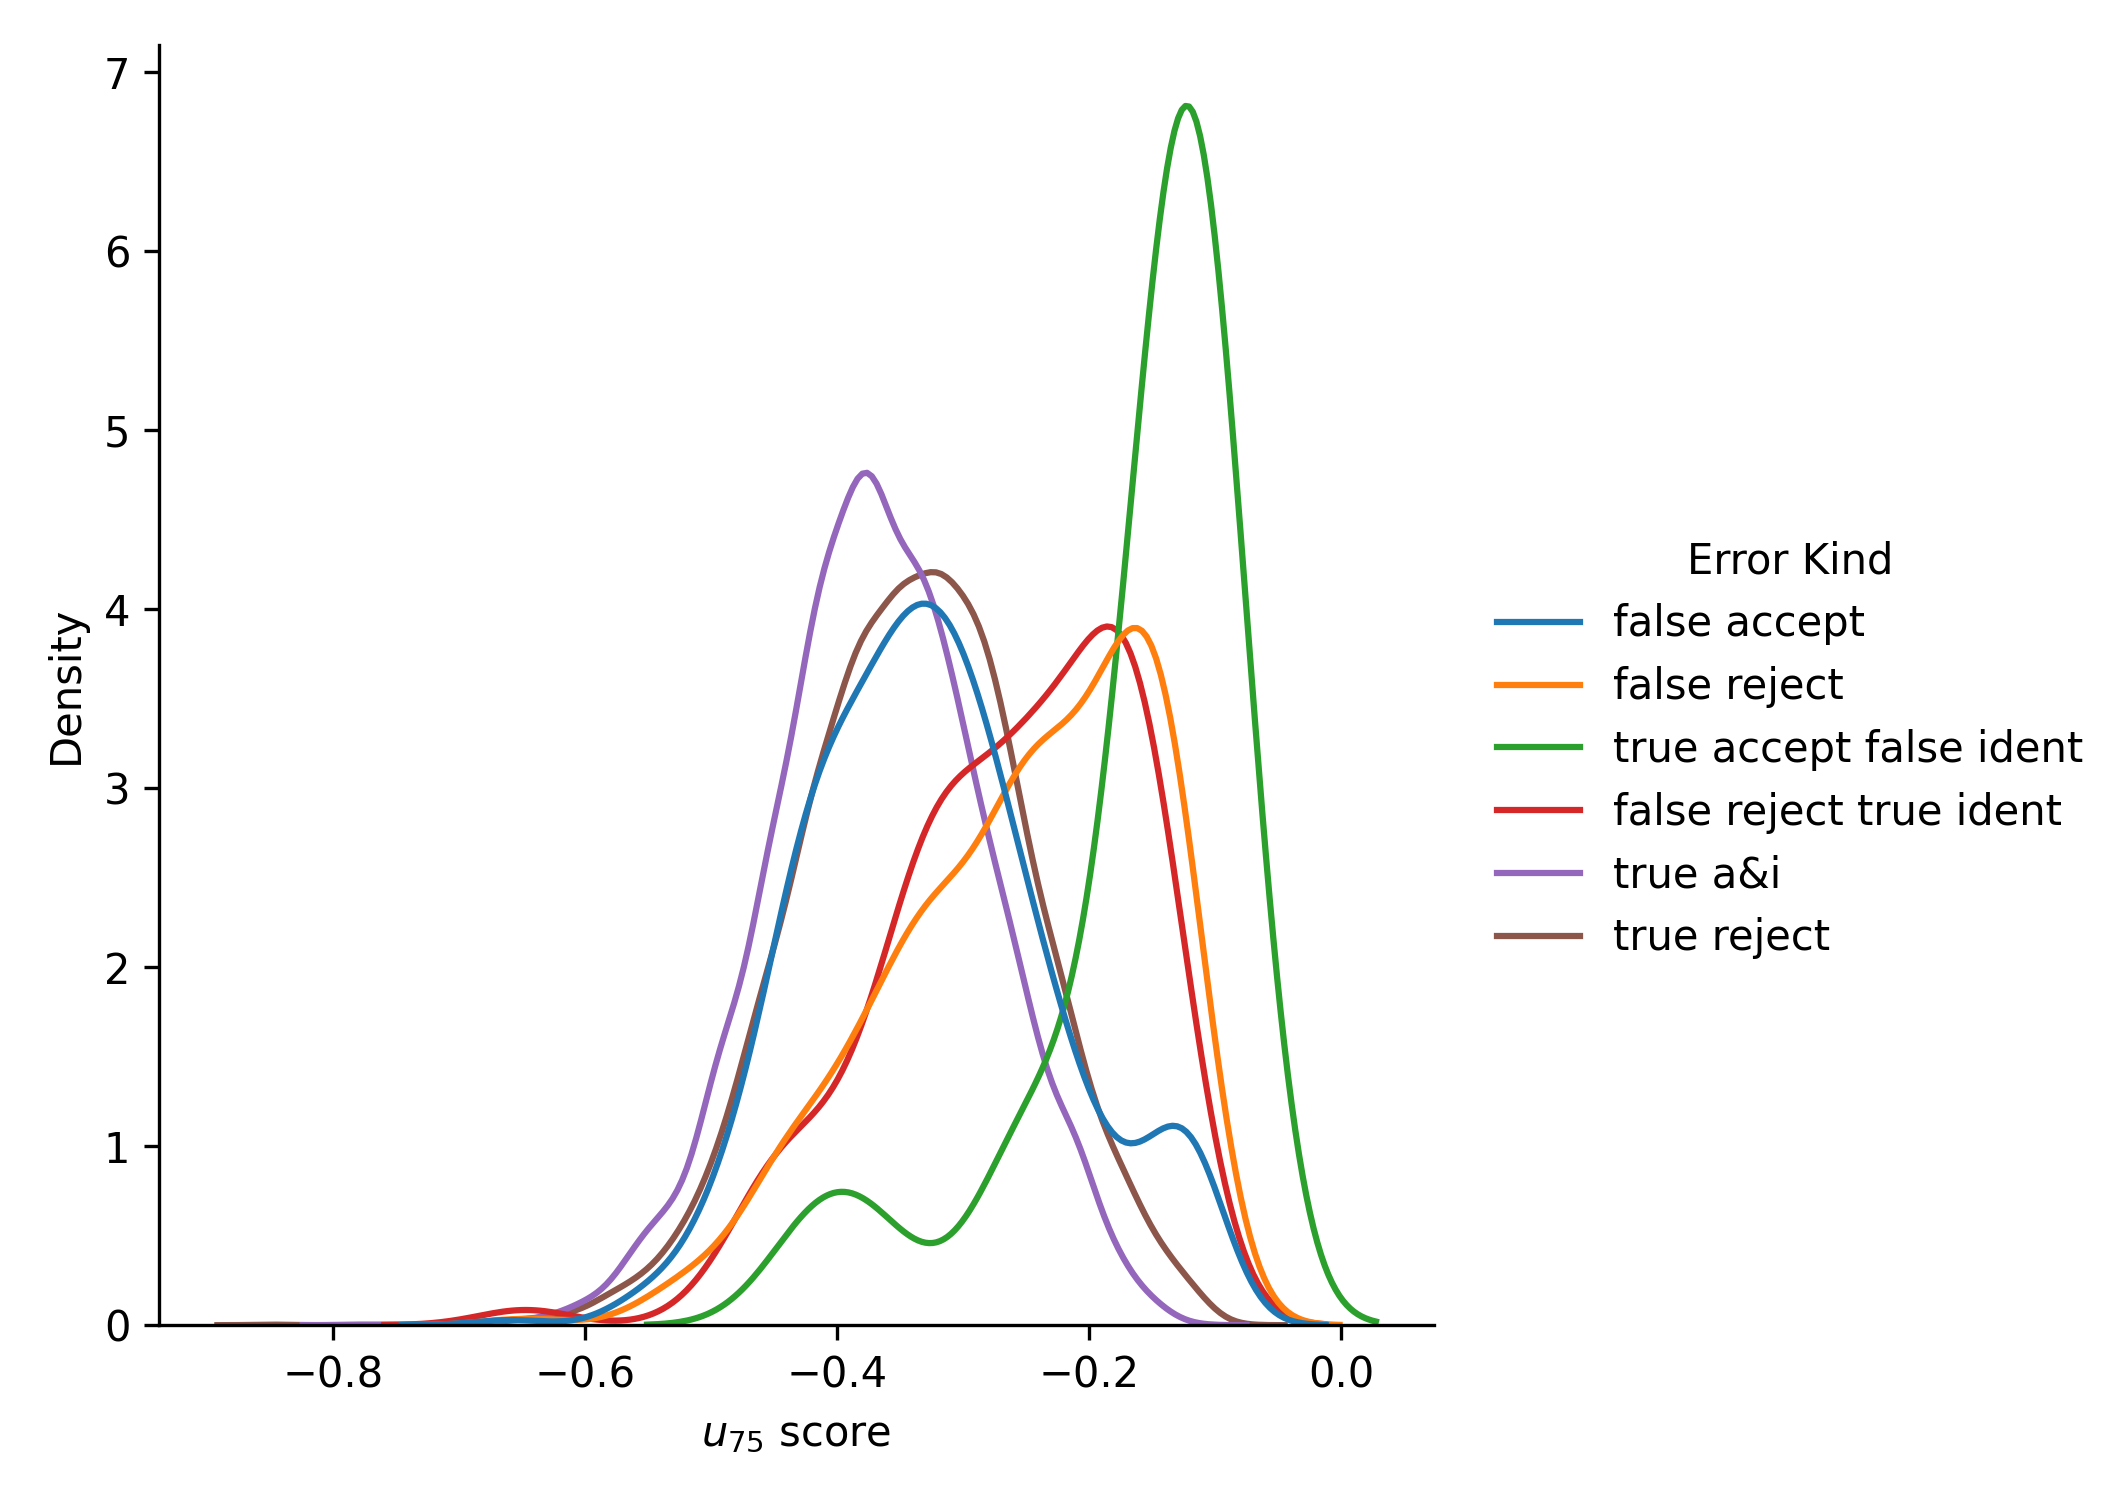 7
6
5
4
3
2
1
0
Density
−0.8 −0.6 −0.4 −0.2 0.0
u75 score
Error Kind
false accept
false reject
true accept false ident
false reject true ident
true a&i
true reject